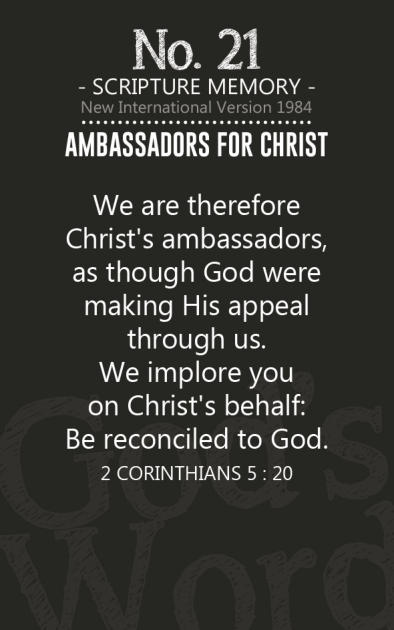 No. 21
- SCRIPTURE MEMORY -
New International Version 1984
AMBASSADORS FOR CHRIST
We are therefore
Christ's ambassadors,
as though God were
making His appeal
through us.
We implore you
on Christ's behalf:
Be reconciled to God.
2 CORINTHIANS 5 : 20
God's
Word